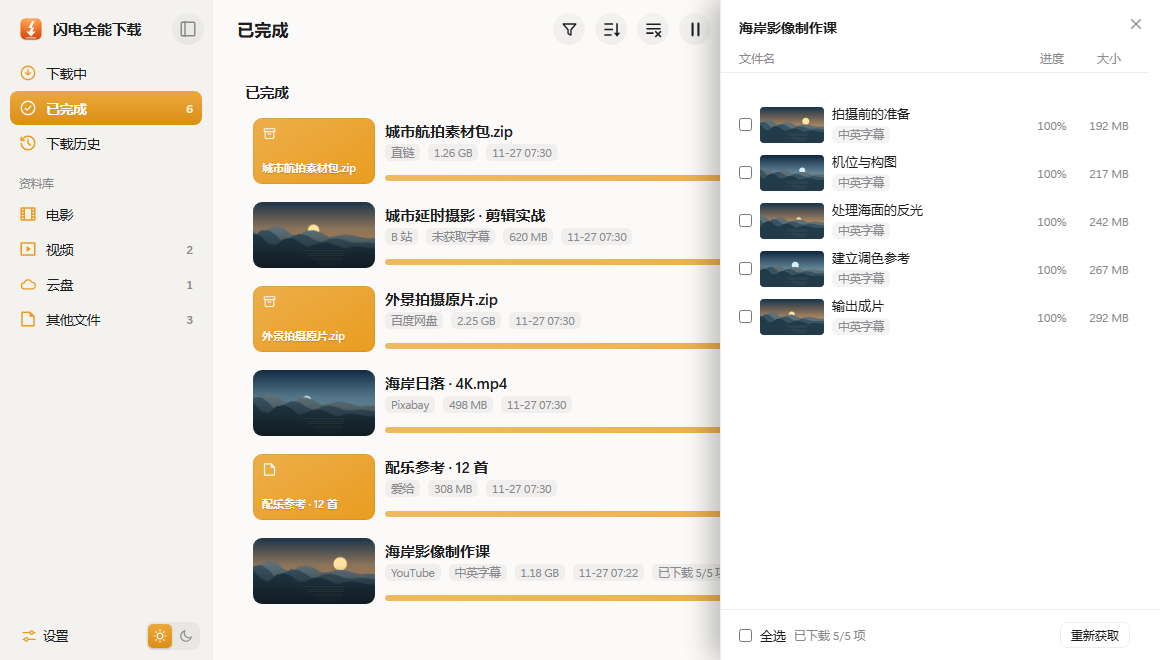 闪电全能下载
下载中
已完成 6
下载历史
资料库
电影
视频 2
云盘 1
其他文件 3
设置
已完成
已完成
城市航拍素材包.zip
城市航拍素材包.zip
直链 1.26 GB 11-27 07:30
城市延时摄影 · 剪辑实战
B 站 未获取字幕 620 MB 11-27 07:30
外景拍摄原片.zip
外景拍摄原片.zip
百度网盘 2.25 GB 11-27 07:30
海岸日落 · 4K.mp4
Pixabay 498 MB 11-27 07:30
配乐参考 · 12 首
配乐参考 · 12 首
爱给 308 MB 11-27 07:30
海岸影像制作课
YouTube 中英字幕 1.18 GB 11-27 07:22 已下载 5/5
海岸影像制作课
文件名 进度 大小
拍摄前的准备
中英字幕
100% 192 MB
机位与构图
中英字幕
100% 217 MB
处理海面的反光
中英字幕
100% 242 MB
建立调色参考
中英字幕
100% 267 MB
输出成片
中英字幕
100% 292 MB
全选 已下载 5/5 项
重新获取